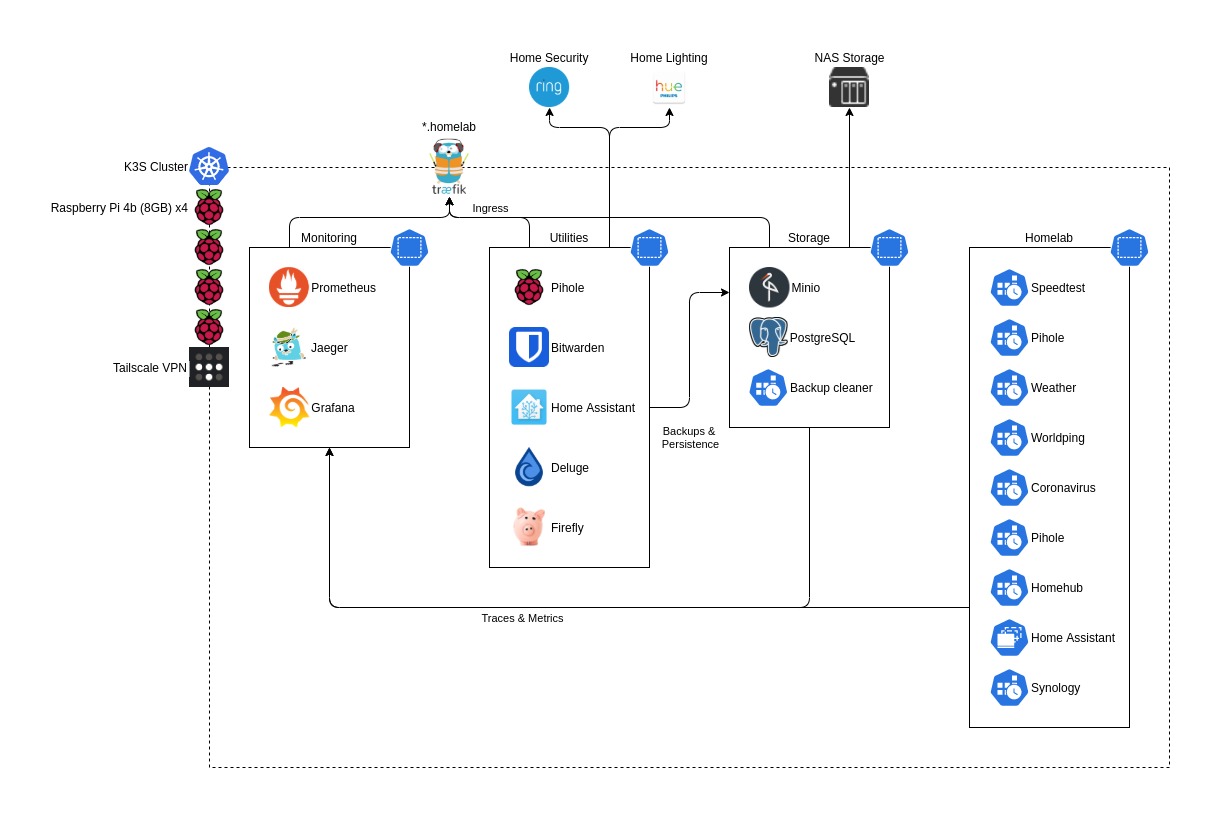 Home Security
Home Lighting
NAS Storage
ring
hue
PHILIPS
*.homelab
træfik
K3S Cluster
Raspberry Pi 4b (8GB) x4
Tailscale VPN
Ingress
Monitoring
Prometheus
Jaeger
Grafana
Utilities
Pihole
Bitwarden
Home Assistant
Deluge
Firefly
Backups &
Persistence
Storage
Minio
PostgreSQL
Backup cleaner
Homelab
Speedtest
Pihole
Weather
Worldping
Coronavirus
Pihole
Homehub
Home Assistant
Synology
Traces & Metrics